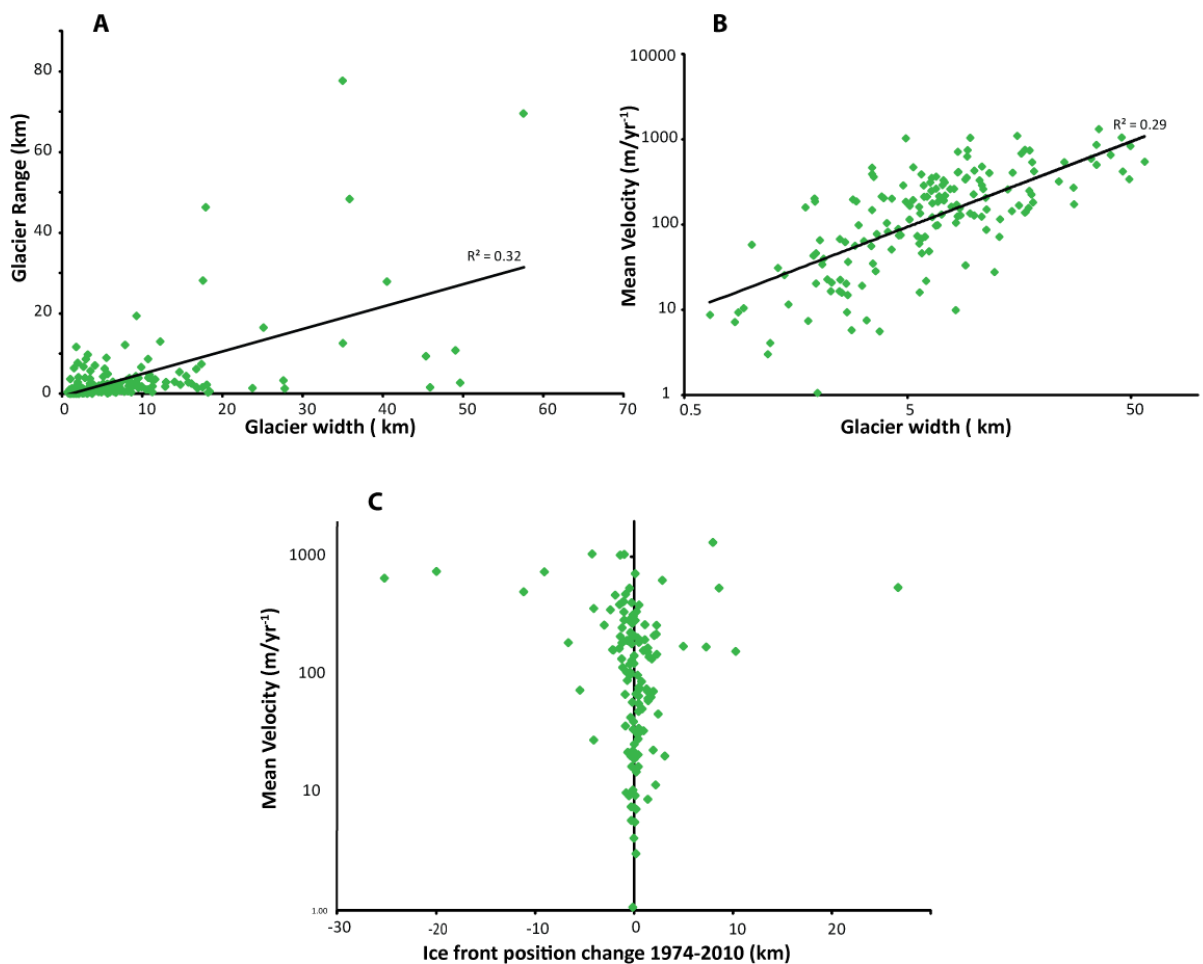 A
Glacier Range (km)
80
60
40
20
0
R² = 0.32
0 10 20 30 40 50 60 70
Glacier width ( km)
B
Mean Velocity (m/yr⁻¹)
10000
1000
100
10
1
R² = 0.29
0.5 5 50
Glacier width ( km)
C
Mean Velocity (m/yr⁻¹)
1000
100
10
1.00
-30 -20 -10 0 10 20
Ice front position change 1974-2010 (km)